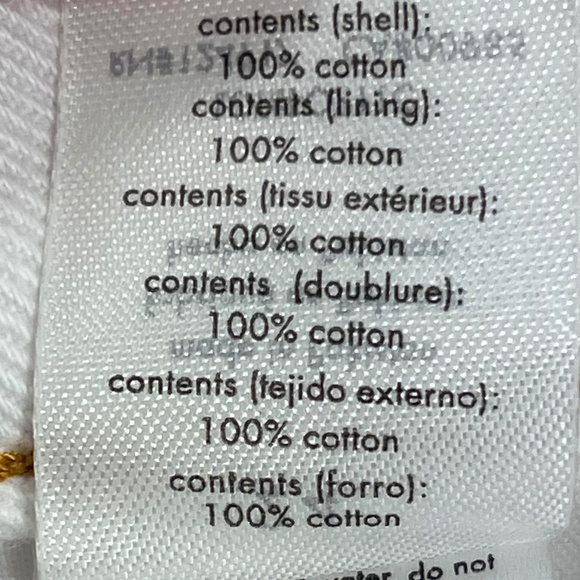 contents (shell):
100% cotton
contents (lining):
100% cotton
contents (tissu extérieur):
100% cotton
contents (doublure):
100% cotton
contents (tejido externo):
100% cotton
contents (forro):
100% cotton
water, do not